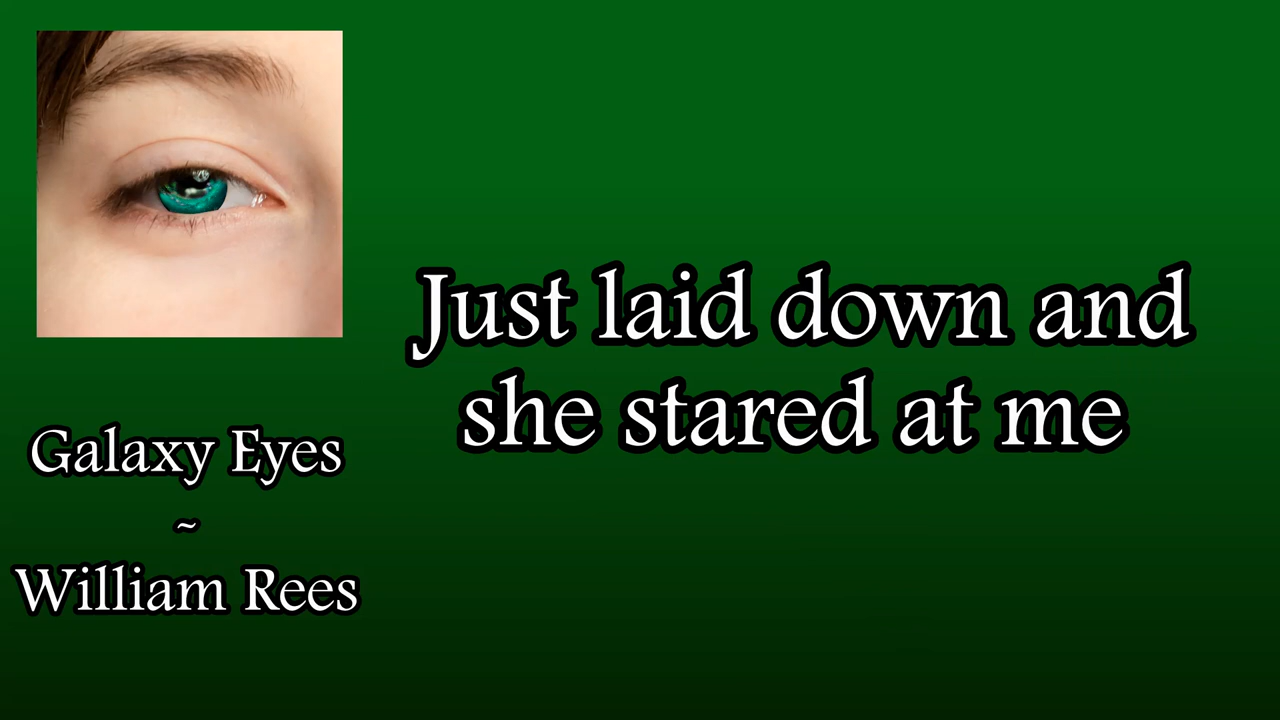 Just laid down and
she stared at me
Galaxy Eyes
~
William Rees